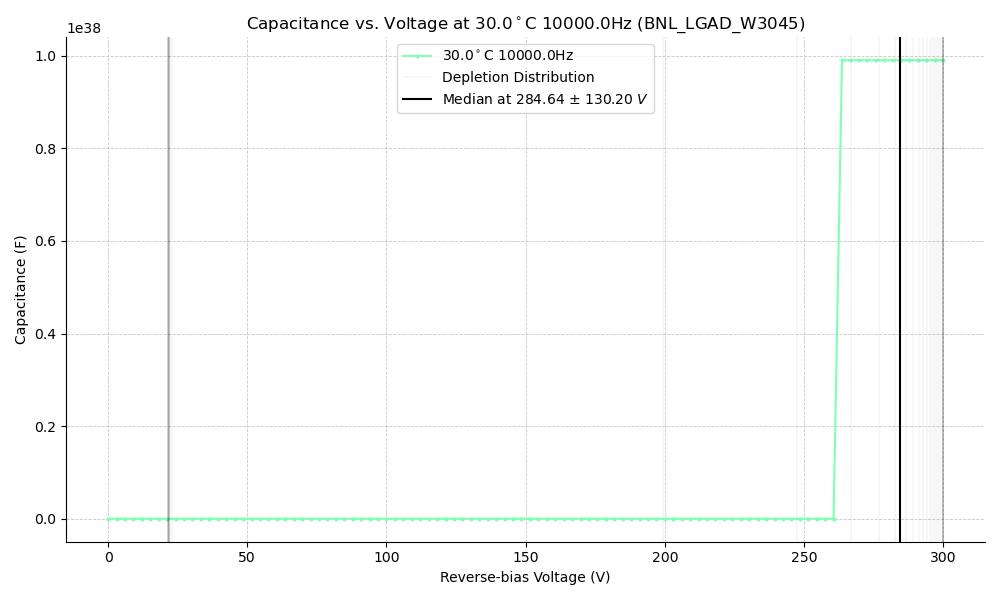 Capacitance vs. Voltage at 30.0°C 10000.0Hz (BNL_LGAD_W3045)
1e38
30.0°C 10000.0Hz
Depletion Distribution
Median at 284.64 ± 130.20 V
1.0
0.8
0.6
0.4
0.2
0.0
Capacitance (F)
0 50 100 150 200 250 300
Reverse-bias Voltage (V)